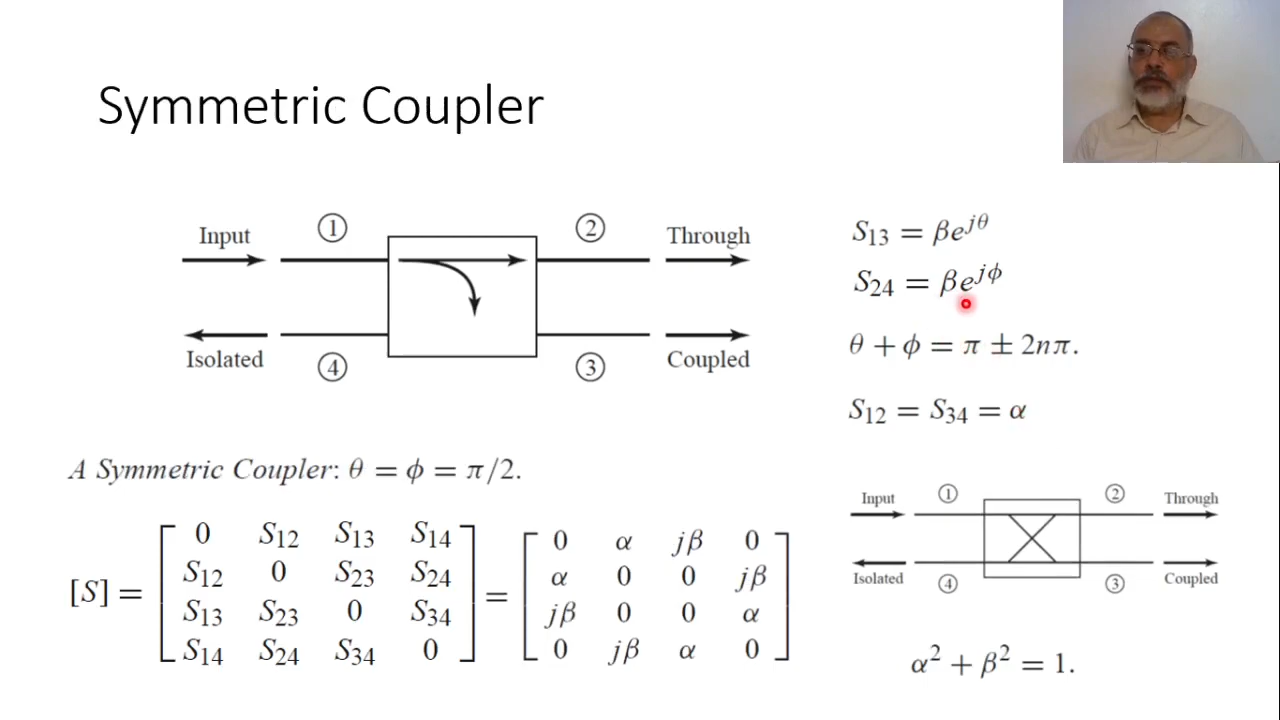 Symmetric Coupler
Input ① ② Through
Isolated ④ ③ Coupled
S₁₃ = βe^{jθ}
S₂₄ = βe^{jϕ}
θ + ϕ = π ± 2nπ.
S₁₂ = S₃₄ = α
A Symmetric Coupler: θ = ϕ = π/2.
[S] = [ 0 S₁₂ S₁₃ S₁₄ ] = [ 0 α jβ 0 ]
[ S₁₂ 0 S₂₃ S₂₄ ] [ α 0 0 jβ ]
[ S₁₃ S₂₃ 0 S₃₄ ] [ jβ 0 0 α ]
[ S₁₄ S₂₄ S₃₄ 0 ] [ 0 jβ α 0 ]
Input ① ② Through
Isolated ④ ③ Coupled
α² + β² = 1.